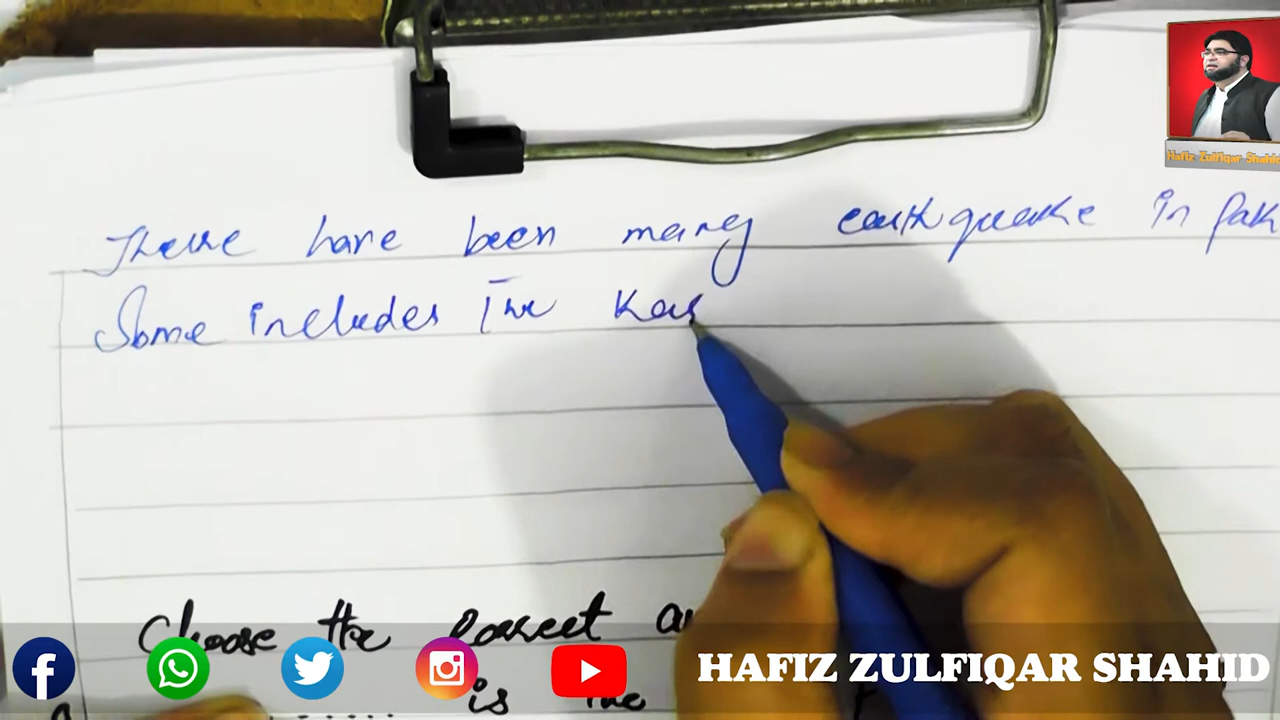 Hafiz Zulfiqar Shahid
There have been many earthquake in Pak
Some includes The Kas
Choose the correct
is the
HAFIZ ZULFIQAR SHAHID